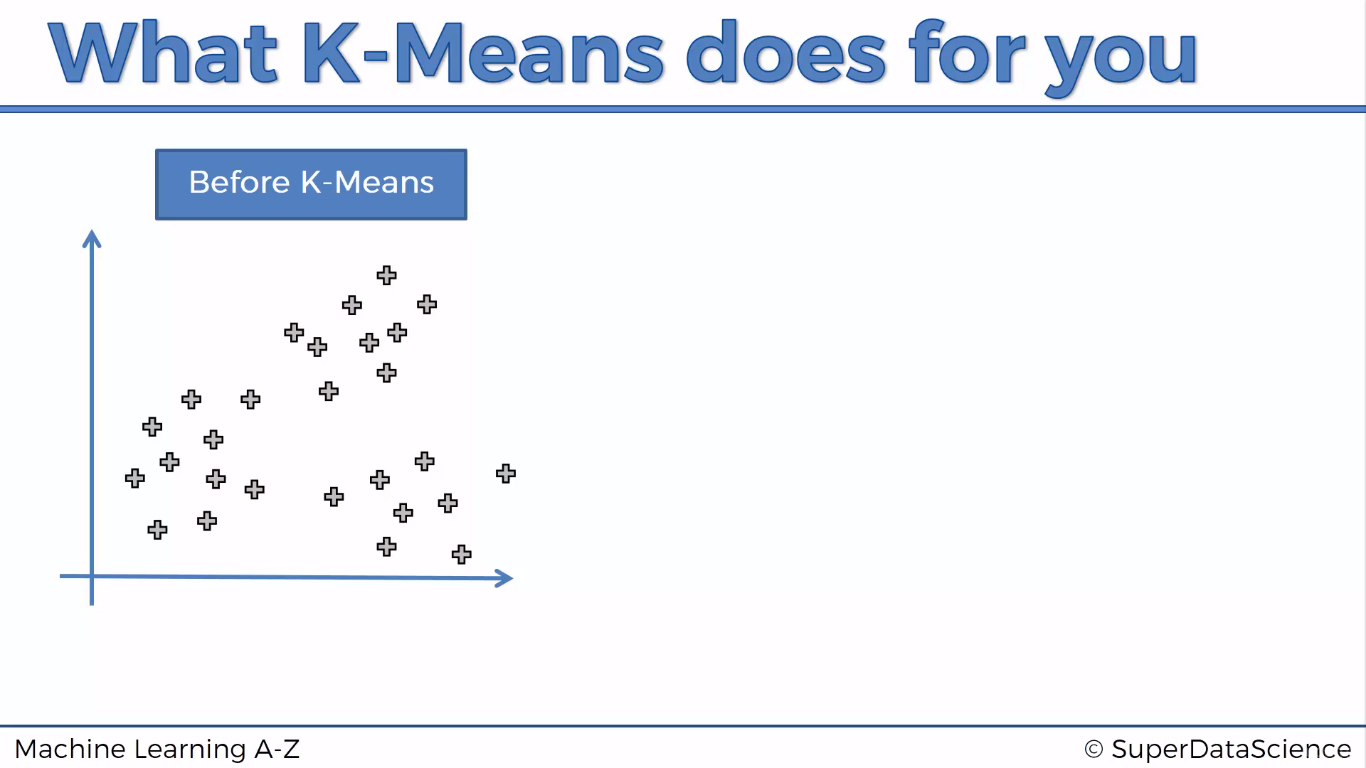 What K-Means does for you
Before K-Means
Machine Learning A-Z
© SuperDataScience